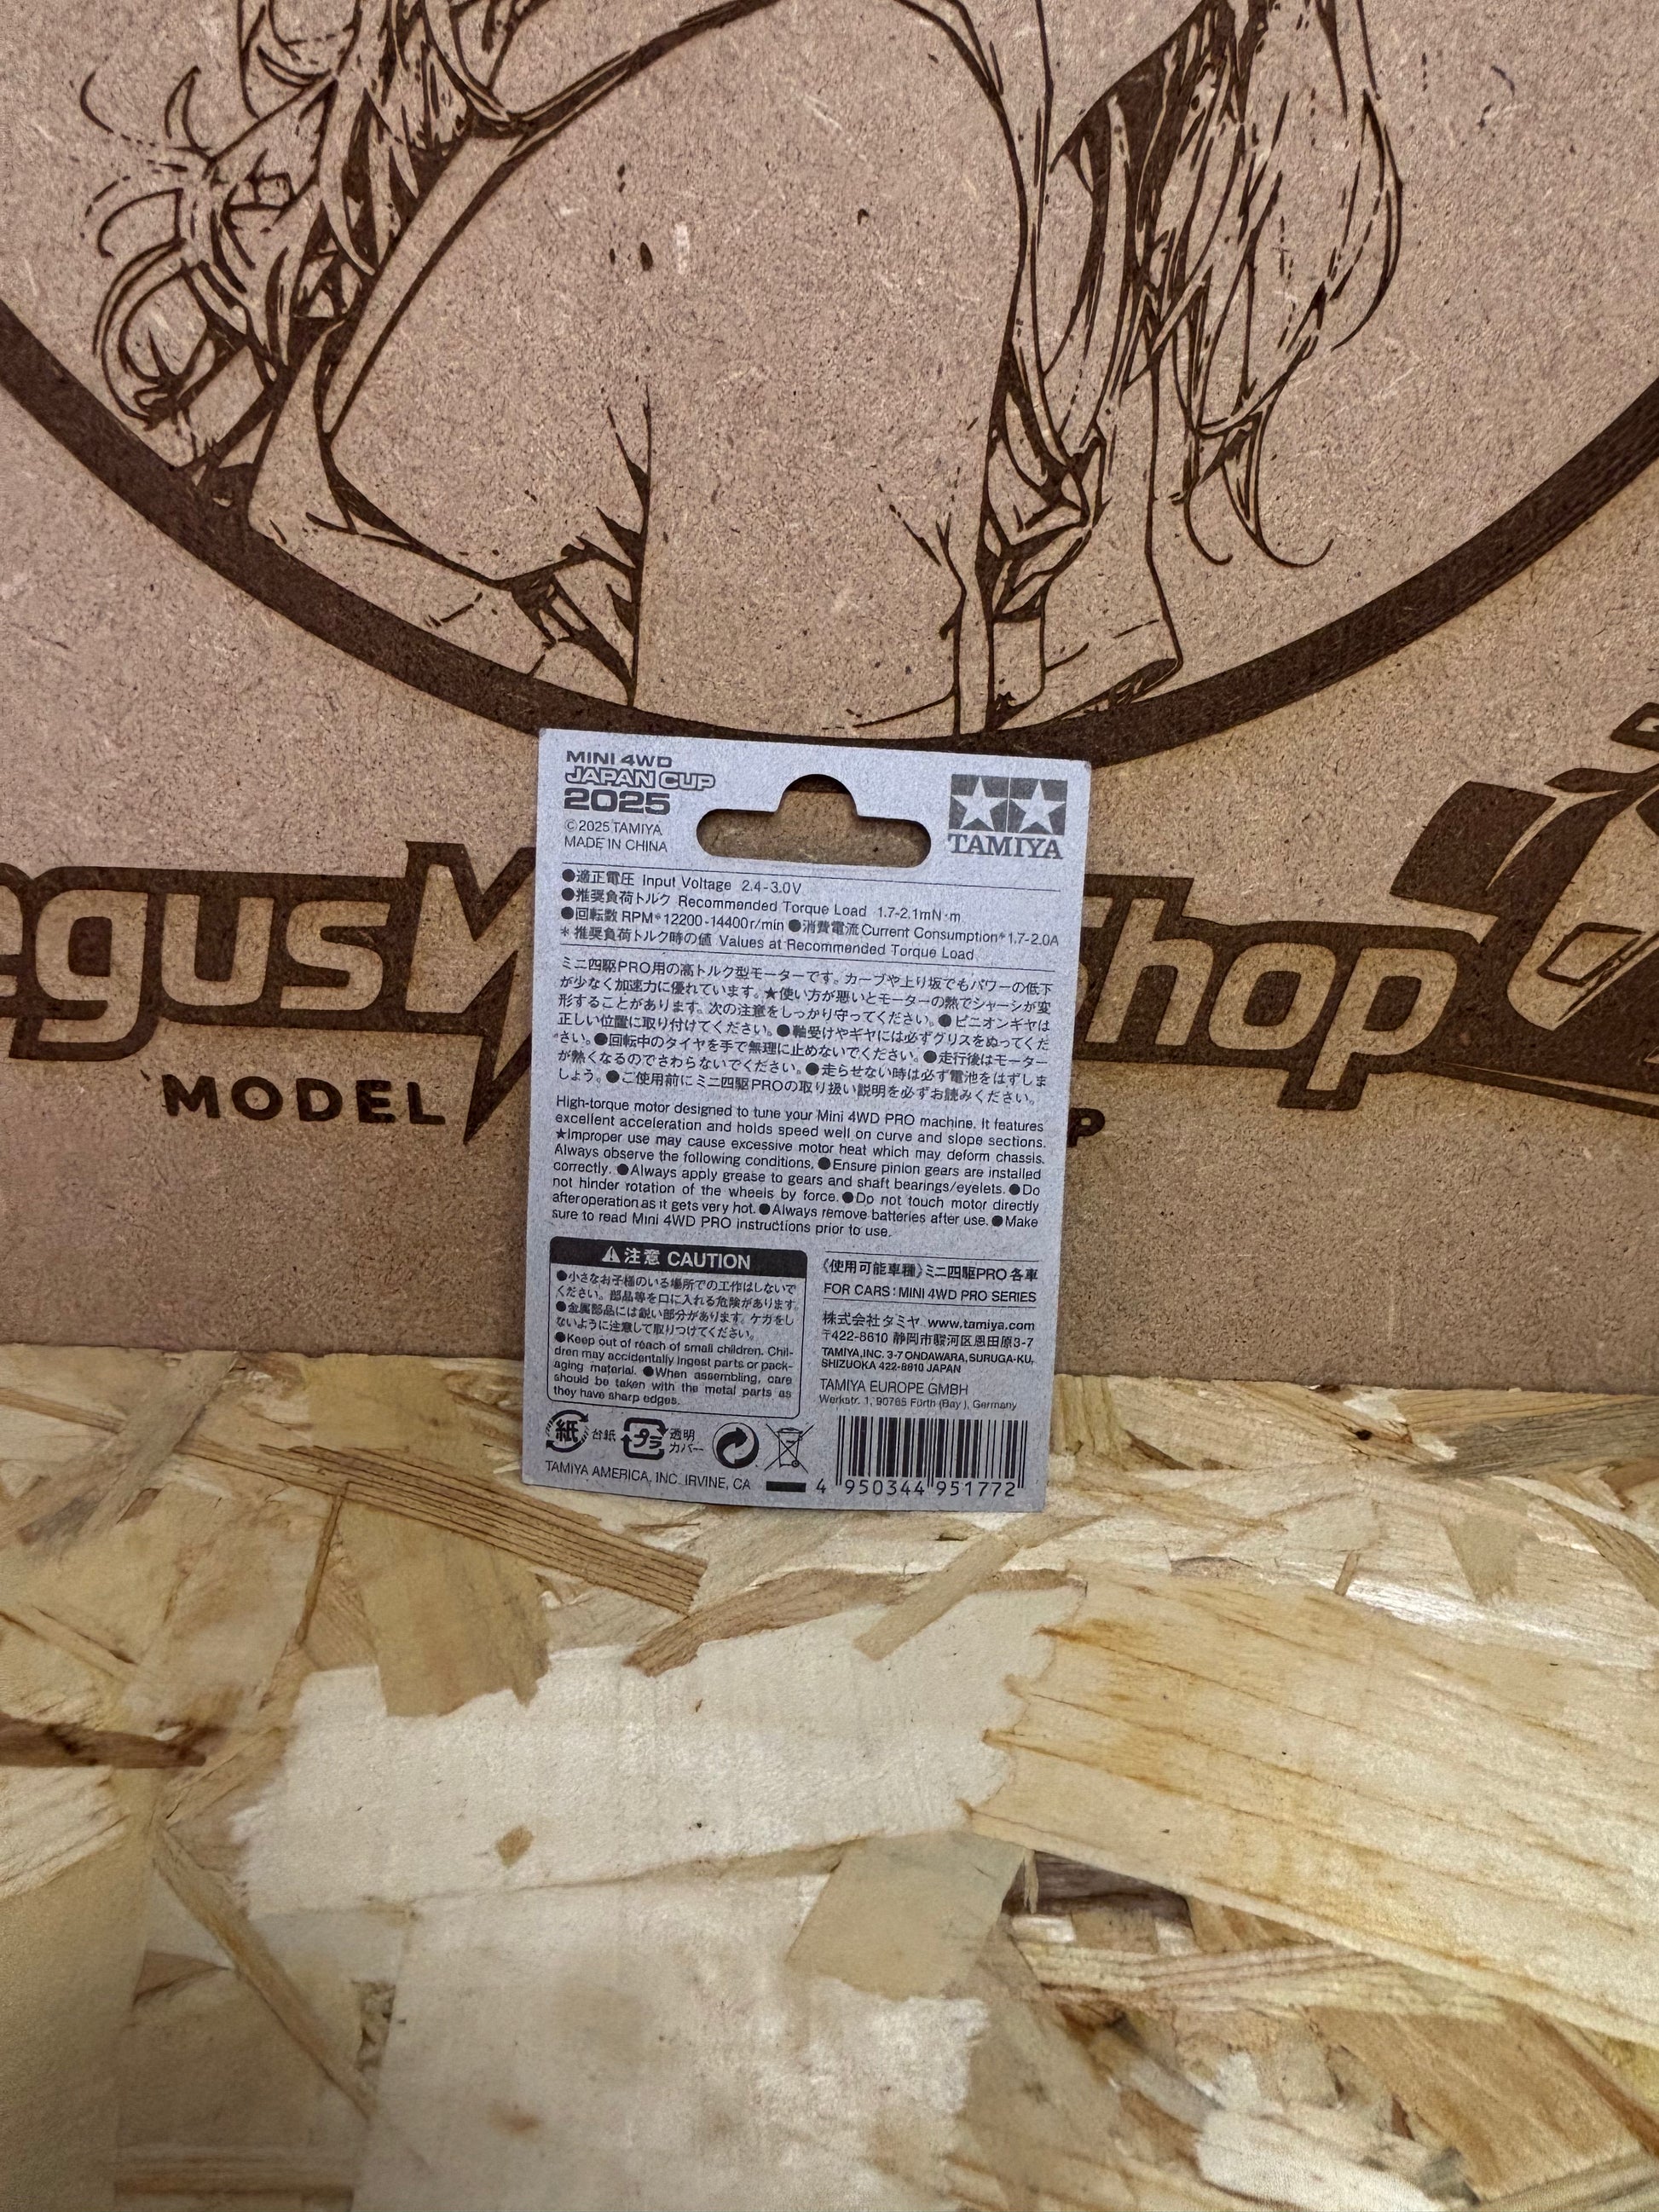 MINI 4WD
JAPAN CUP
2025
©2025 TAMIYA
MADE IN CHINA
TAMIYA
●適正電圧 Input Voltage 2.4-3.0V
●推奨負荷トルク Recommended Torque Load 1.7-2.1mN·m
●回転数 RPM*12200-14400r/min ●消費電流 Current Consumption*1.7-2.0A
*推奨負荷トルク時の値 Values at Recommended Torque Load
ミニ四駆PRO用の高トルク型モーターです。カーブや上り坂でもパワーの低下
が少なく加速力に優れています。★使い方が悪いとモーターの熱でシャーシが変
形することがあります。次の注意をしっかり守ってください。●ピニオンギヤは
正しい位置に取り付けてください。●軸受けやギヤには必ずグリスをぬってくだ
さい。●回転中のタイヤを手で無理に止めないでください。●走行後はモーター
が熱くなるのでさわらないでください。●走らせない時は必ず電池をはずしま
しょう。●ご使用前にミニ四駆PROの取り扱い説明を必ずお読みください。
High-torque motor designed to tune your Mini 4WD PRO machine. It features
excellent acceleration and holds speed well on curve and slope sections.
★Improper use may cause excessive motor heat which may deform chassis.
Always observe the following conditions. ●Ensure pinion gears are installed
correctly. ●Always apply grease to gears and shaft bearings/eyelets. ●Do
not hinder rotation of the wheels by force. ●Do not touch motor directly
after operation as it gets very hot. ●Always remove batteries after use. ●Make
sure to read Mini 4WD PRO instructions prior to use.
注意 CAUTION
●小さなお子様のいる場所での工作はしないで
ください。部品等を口に入れる危険があります。
●金属部品には鋭い部分があります。ケガをし
ないように注意して取りつけてください。
●Keep out of reach of small children. Chil-
dren may accidentally ingest parts or pack-
aging material. ●When assembling, care
should be taken with the metal parts as
they have sharp edges.
《使用可能車種》ミニ四駆PRO各車
FOR CARS : MINI 4WD PRO SERIES
株式会社タミヤ www.tamiya.com
〒422-8610 静岡市駿河区恩田原3-7
TAMIYA, INC. 3-7 ONDAWARA, SURUGA-KU,
SHIZUOKA 422-8610 JAPAN
TAMIYA EUROPE GMBH
Werkstr. 1, 90765 Fürth (Bay.), Germany
紙 台紙 プラ 透明
カバー
TAMIYA AMERICA, INC. IRVINE, CA
4 950344 951772
egusW Shop
MODEL P